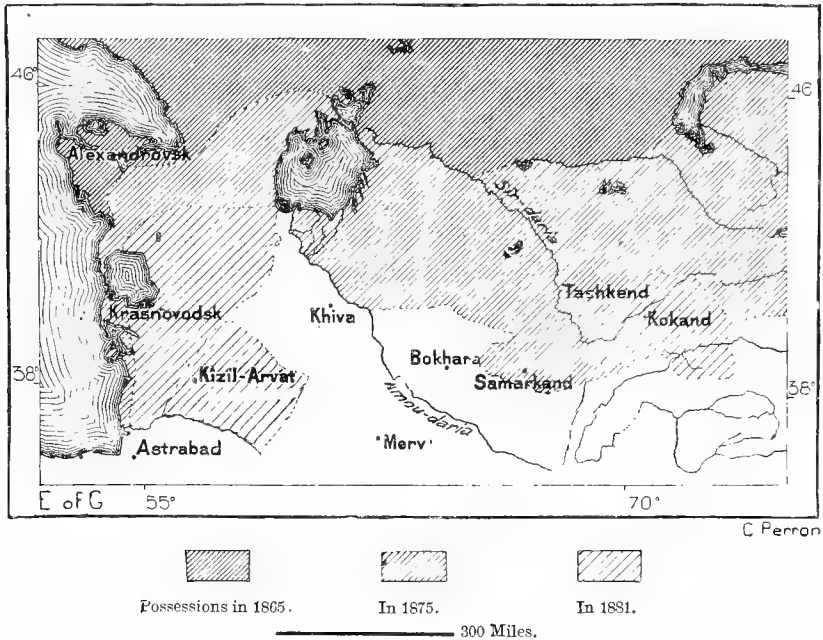 46°
46
Alexandrovsk
Sir-daria
Krasnovodsk
Khiva
Tashkend
Kokand
Bokhara
Samarkand
38°
38°
Kizil-Arvat
Amou-daria
Merv
Astrabad
E of G
55°
70°
C Perron
Possessions in 1865.
In 1875.
In 1881.
300 Miles.